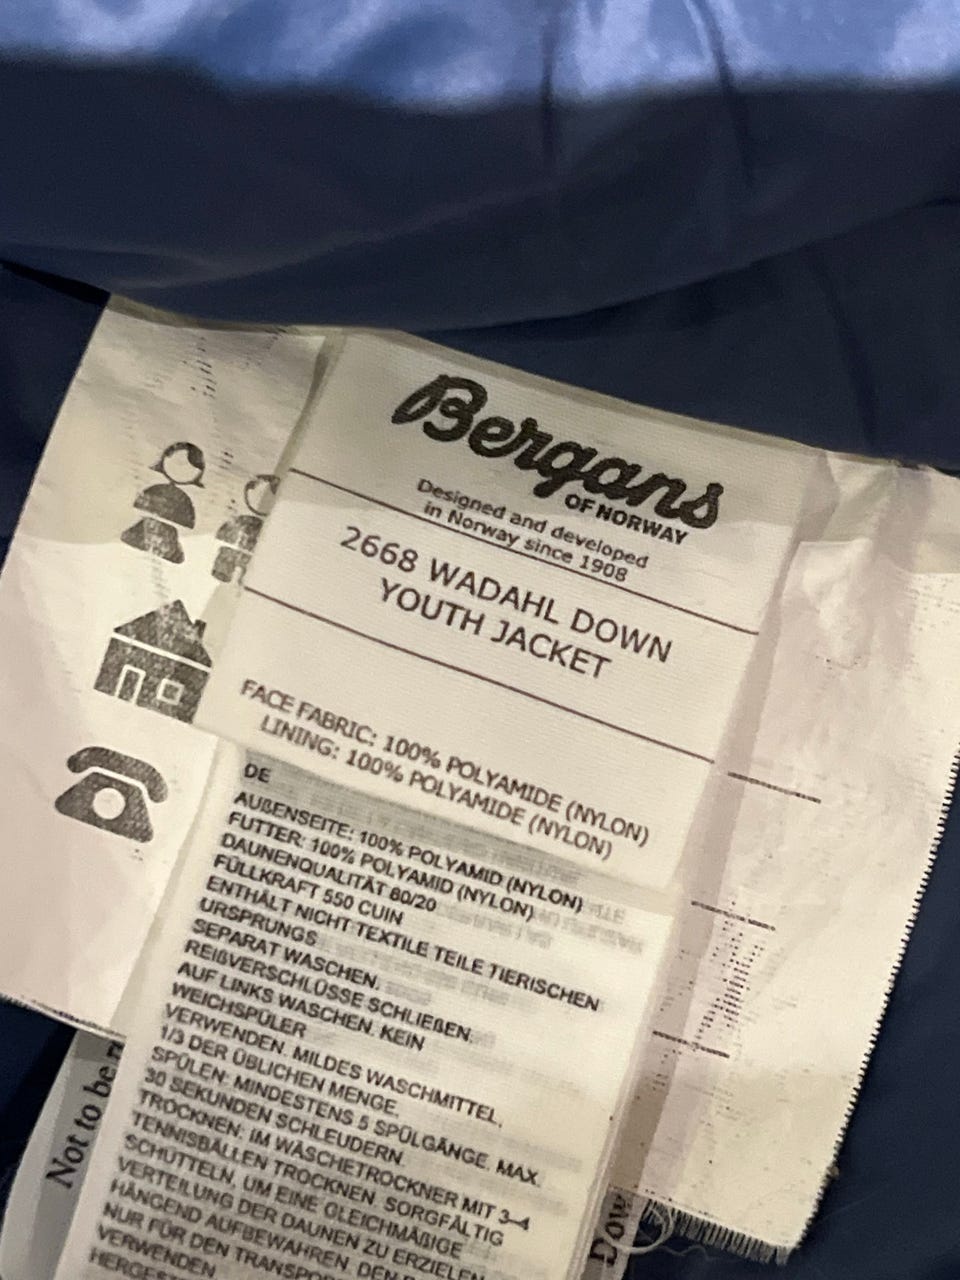 Bergans
OF NORWAY
Designed and developed
in Norway since 1908
2668 WADAHL DOWN
YOUTH JACKET
FACE FABRIC: 100% POLYAMIDE (NYLON)
LINING: 100% POLYAMIDE (NYLON)
DE
AUßENSEITE: 100% POLYAMID (NYLON)
FUTTER: 100% POLYAMID (NYLON)
DAUNENQUALITÄT 80/20
FÜLLKRAFT 550 CUIN
ENTHÄLT NICHT TEXTILE TEILE TIERISCHEN
URSPRUNGS
SEPARAT WASCHEN.
REIßVERSCHLÜSSE SCHLIEßEN.
AUF LINKS WASCHEN. KEIN
WEICHSPÜLER
VERWENDEN. MILDES WASCHMITTEL,
1/3 DER ÜBLICHEN MENGE.
SPÜLEN: MINDESTENS 5 SPÜLGÄNGE. MAX.
30 SEKUNDEN SCHLEUDERN.
TROCKNEN: IM WÄSCHETROCKNER MIT 3-4
TENNISBÄLLEN TROCKNEN. SORGFÄLTIG
SCHÜTTELN, UM EINE GLEICHMÄßIGE
VERTEILUNG DER DAUNEN ZU ERZIELEN
HÄNGEND AUFBEWAHREN, DEN
NUR FÜR DEN
VERWENDEN
Not to be